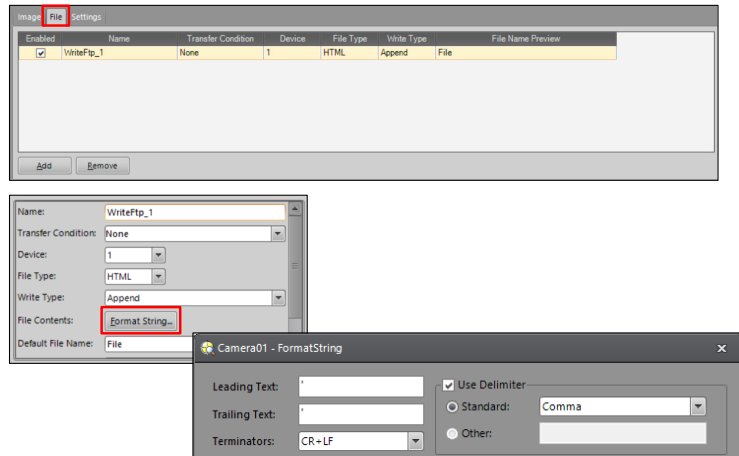 Image File Settings
Enabled Name Transfer Condition Device File Type Write Type File Name Preview
WriteFtp_1 None 1 HTML Append File
Add Remove
Name: WriteFtp_1
Transfer Condition: None
Device: 1
File Type: HTML
Write Type: Append
File Contents: Format String...
Default File Name: File
Camera01 - FormatString x
Leading Text: '
Use Delimiter
Standard: Comma
Trailing Text: '
Other:
Terminators: CR+LF